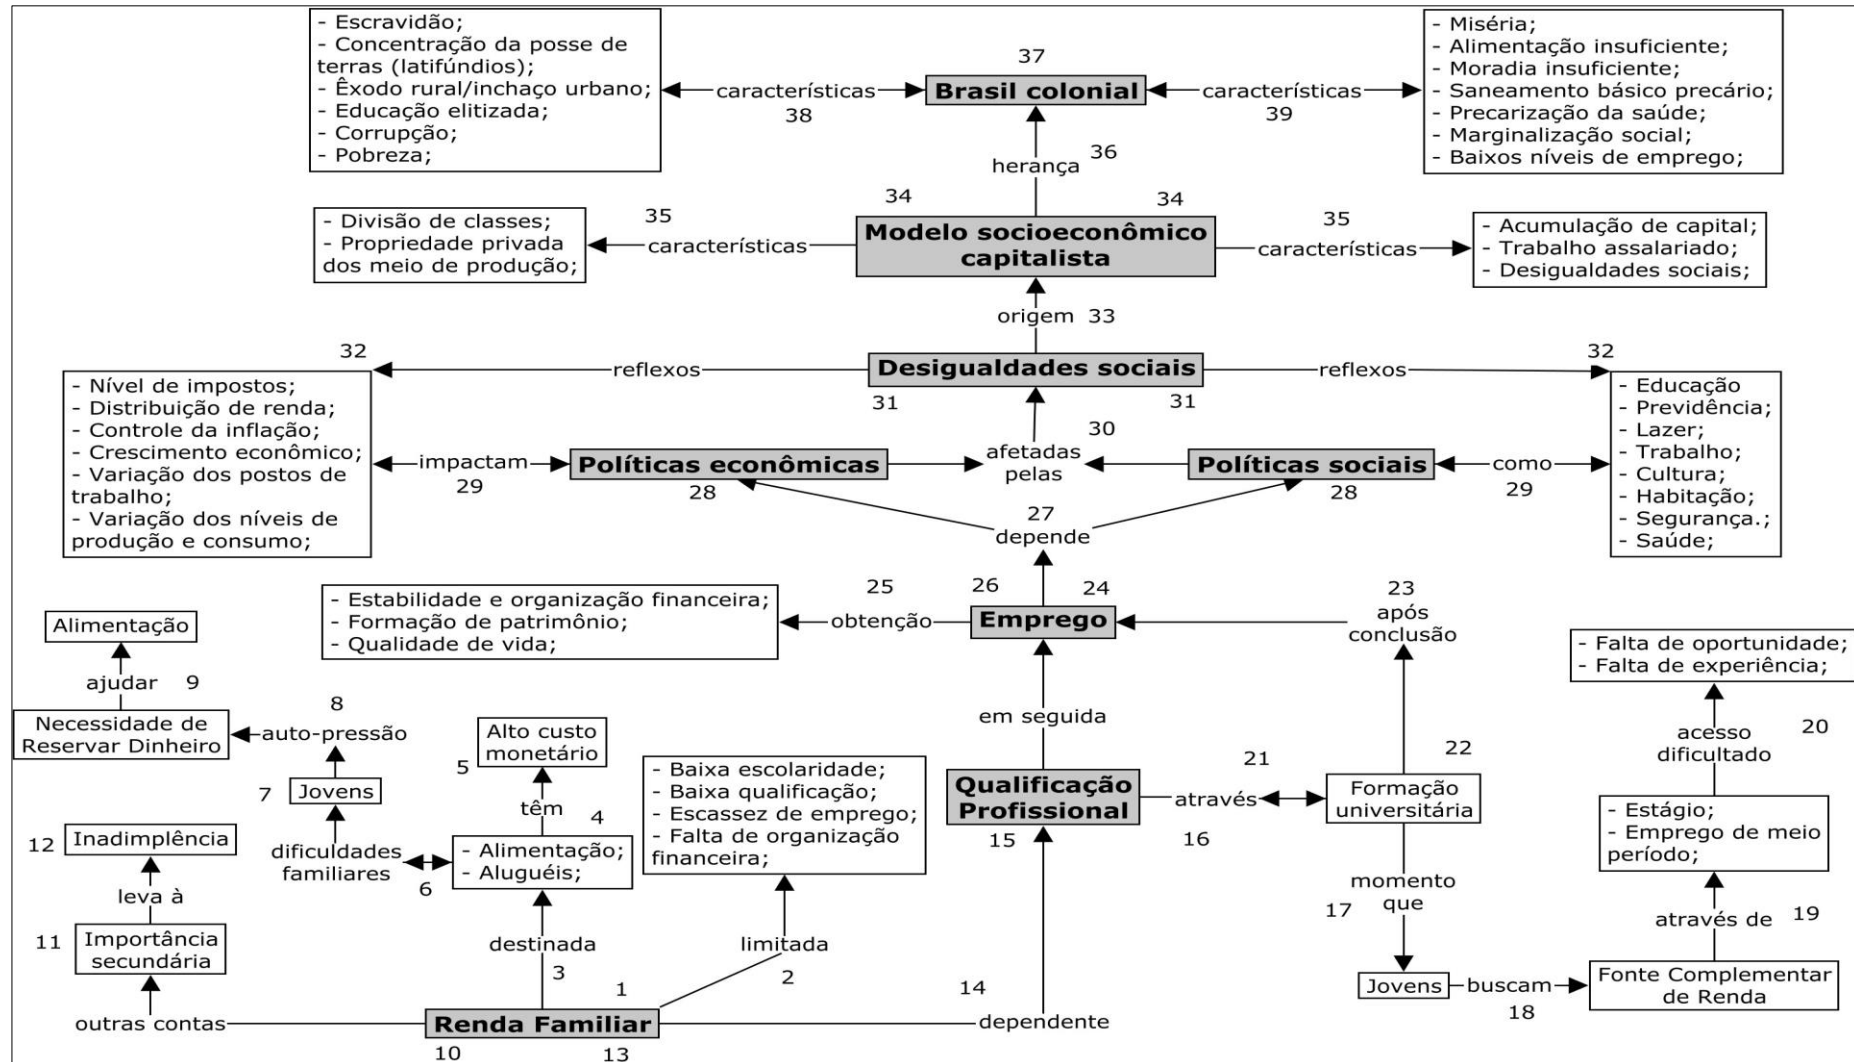 - Escravidão;
- Concentração da posse de
terras (latifúndios);
- Êxodo rural/inchaço urbano;
- Educação elitizada;
- Corrupção;
- Pobreza;
características
38
37
Brasil colonial
características
39
- Miséria;
- Alimentação insuficiente;
- Moradia insuficiente;
- Saneamento básico precário;
- Precarização da saúde;
- Marginalização social;
- Baixos níveis de emprego;
36
herança
- Divisão de classes;
- Propriedade privada
dos meio de produção;
35
características
34
34
Modelo socioeconômico
capitalista
35
características
- Acumulação de capital;
- Trabalho assalariado;
- Desigualdades sociais;
origem 33
32
reflexos
Desigualdades sociais
31
31
reflexos
32
- Nível de impostos;
- Distribuição de renda;
- Controle da inflação;
- Crescimento econômico;
- Variação dos postos de
trabalho;
- Variação dos níveis de
produção e consumo;
impactam
29
Políticas econômicas
28
30
afetadas
pelas
Políticas sociais
28
como
29
- Educação
- Previdência;
- Lazer;
- Trabalho;
- Cultura;
- Habitação;
- Segurança.;
- Saúde;
27
depende
- Estabilidade e organização financeira;
- Formação de patrimônio;
- Qualidade de vida;
25
obtenção
26
24
Emprego
23
após
conclusão
Alimentação
ajudar 9
Necessidade de
Reservar Dinheiro
8
auto-pressão
7
Jovens
dificuldades
familiares
6
Alto custo
monetário
5
têm
4
- Alimentação;
- Aluguéis;
- Baixa escolaridade;
- Baixa qualificação;
- Escassez de emprego;
- Falta de organização
financeira;
em seguida
Qualificação
Profissional
15
21
através
16
22
Formação
universitária
- Falta de oportunidade;
- Falta de experiência;
acesso
dificultado
20
- Estágio;
- Emprego de meio
período;
12
Inadimplência
leva à
11
Importância
secundária
outras contas
destinada
3
limitada
2
1
Renda Familiar
10
13
14
dependente
momento
que
17
Jovens
buscam
18
através de
19
Fonte Complementar
de Renda